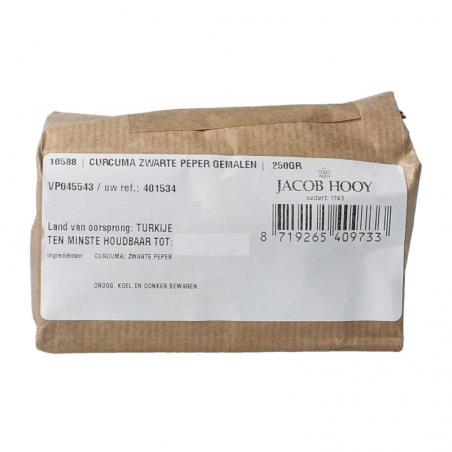 10588 | CURCUMA ZWARTE PEPER GEMALEN | 250GR
VP045543 / uw ref.: 401534
JACOB HOOY
sedert 1743
Land van oorsprong: TURKIJE
TEN MINSTE HOUDBAAR TOT:
8 719265 409733
Ingrediënten: CURCUMA; ZWARTE PEPER
DROOG, KOEL EN DONKER BEWAREN